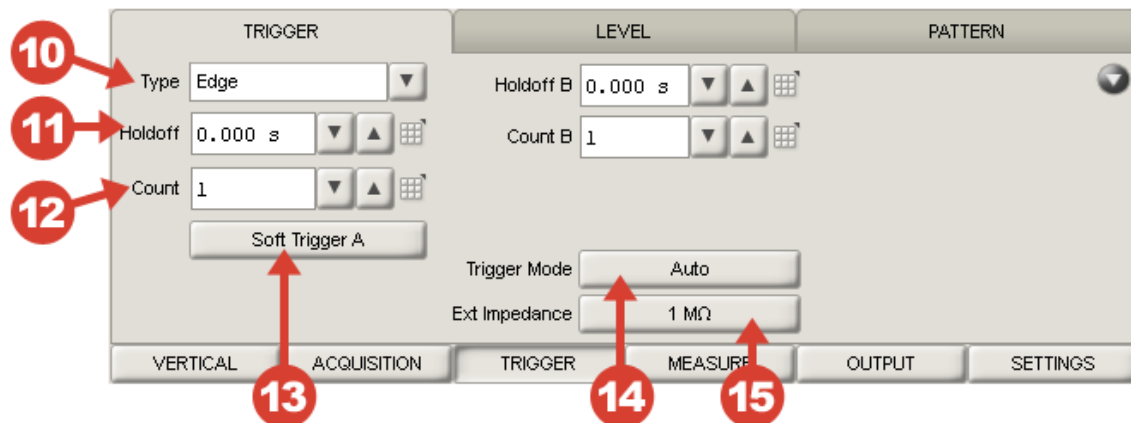 TRIGGER LEVEL PATTERN
10
Type Edge Holdoff B 0.000 s
11 Holdoff 0.000 s Count B 1
12 Count 1
Soft Trigger A
Trigger Mode Auto
Ext Impedance 1 MΩ
VERTICAL ACQUISITION TRIGGER MEASURE OUTPUT SETTINGS
13 14 15